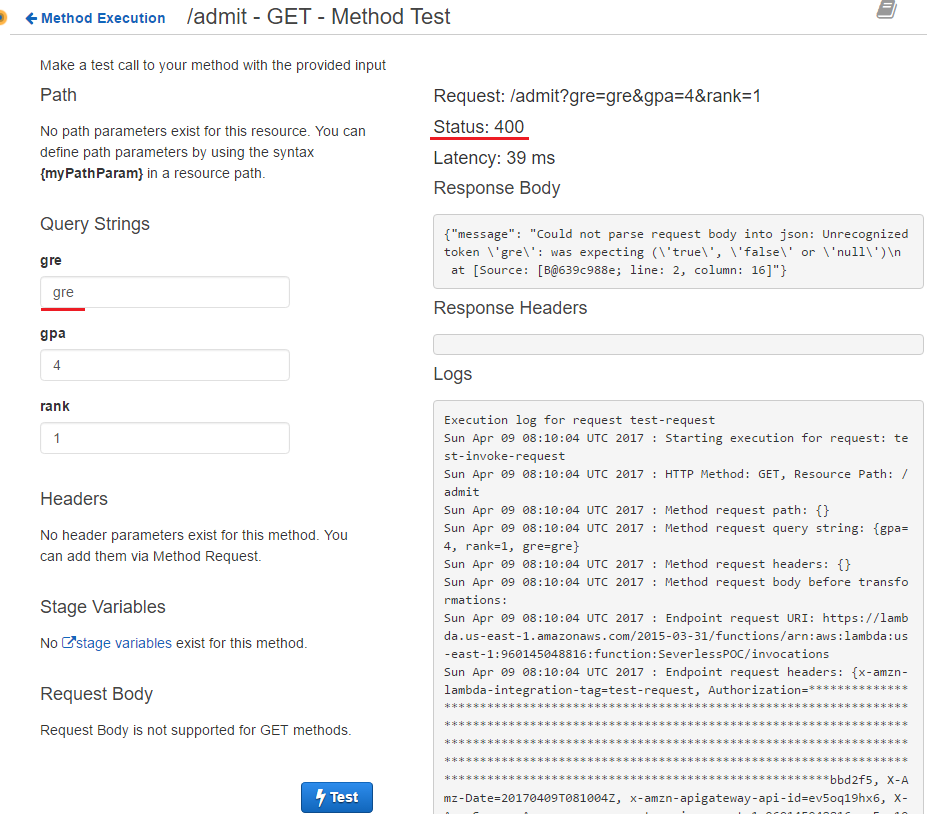 Method Execution /admit - GET - Method Test
Make a test call to your method with the provided input
Path
No path parameters exist for this resource. You can
define path parameters by using the syntax
{myPathParam} in a resource path.
Query Strings
gre
gre
gpa
4
rank
1
Headers
No header parameters exist for this method. You
can add them via Method Request.
Stage Variables
No stage variables exist for this method.
Request Body
Request Body is not supported for GET methods.
Test
Request: /admit?gre=gre&gpa=4&rank=1
Status: 400
Latency: 39 ms
Response Body
{"message": "Could not parse request body into json: Unrecognized
token \'gre\': was expecting (\'true\', \'false\' or \'null\')\n
at [Source: [B@639c988e; line: 2, column: 16]"}
Response Headers
Logs
Execution log for request test-request
Sun Apr 09 08:10:04 UTC 2017 : Starting execution for request: te
st-invoke-request
Sun Apr 09 08:10:04 UTC 2017 : HTTP Method: GET, Resource Path: /
admit
Sun Apr 09 08:10:04 UTC 2017 : Method request path: {}
Sun Apr 09 08:10:04 UTC 2017 : Method request query string: {gpa=
4, rank=1, gre=gre}
Sun Apr 09 08:10:04 UTC 2017 : Method request headers: {}
Sun Apr 09 08:10:04 UTC 2017 : Method request body before transfo
rmations:
Sun Apr 09 08:10:04 UTC 2017 : Endpoint request URI: https://lamb
da.us-east-1.amazonaws.com/2015-03-31/functions/arn:aws:lambda:us
-east-1:960145048816:function:SeverlessPOC/invocations
Sun Apr 09 08:10:04 UTC 2017 : Endpoint request headers: {x-amzn-
lambda-integration-tag=test-request, Authorization=**************
*****************************************************************
*****************************************************************
*****************************************************************
*****************************************************************
******************************************************bbd2f5, X-A
mz-Date=20170409T081004Z, x-amzn-apigateway-api-id=ev5oq19hx6, X-